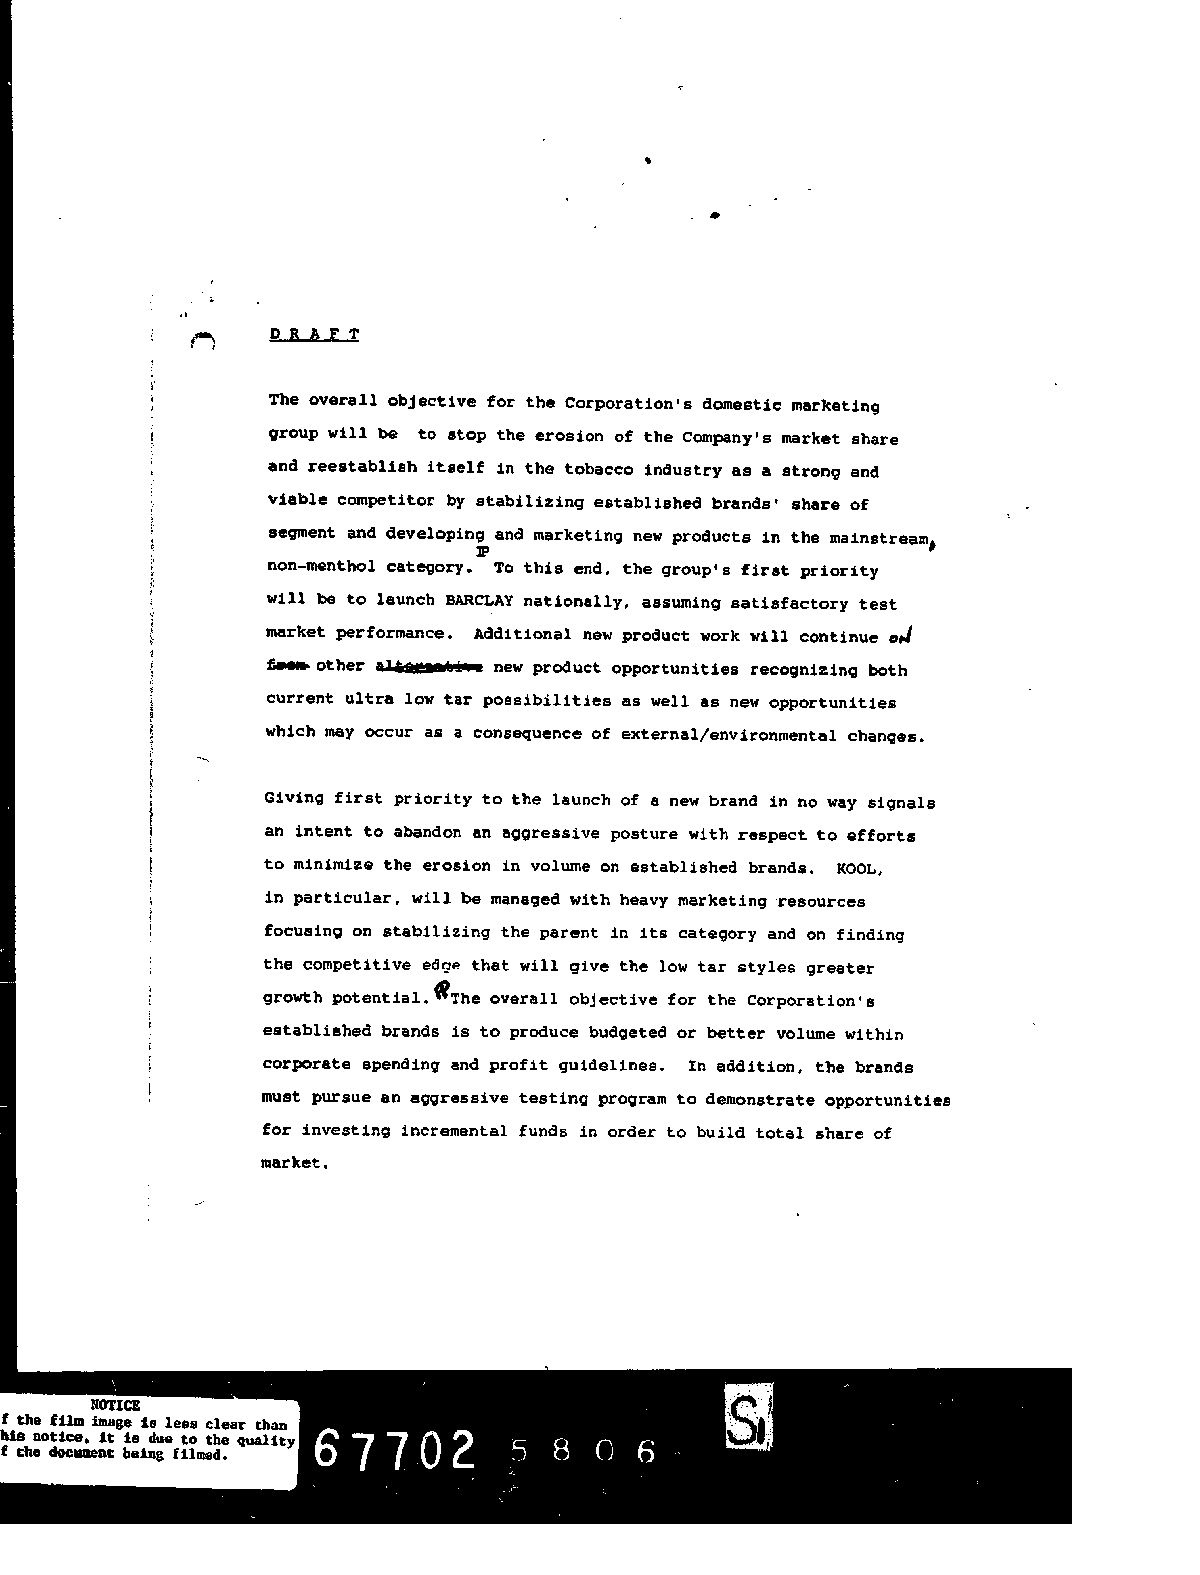 D R A F T
The overall objective for the Corporation's domestic marketing
group will be to stop the erosion of the Company's market share
and reestablish itself in the tobacco industry as a strong and
viable competitor by stabilizing established brands' share of
segment and developing and marketing new products in the mainstream,
non-menthol category. ¶ To this end, the group's first priority
will be to launch BARCLAY nationally, assuming satisfactory test
market performance. Additional new product work will continue on
from other alternative new product opportunities recognizing both
current ultra low tar possibilities as well as new opportunities
which may occur as a consequence of external/environmental changes.
Giving first priority to the launch of a new brand in no way signals
an intent to abandon an aggressive posture with respect to efforts
to minimize the erosion in volume on established brands. KOOL,
in particular, will be managed with heavy marketing resources
focusing on stabilizing the parent in its category and on finding
the competitive edge that will give the low tar styles greater
growth potential. The overall objective for the Corporation's
established brands is to produce budgeted or better volume within
corporate spending and profit guidelines. In addition, the brands
must pursue an aggressive testing program to demonstrate opportunities
for investing incremental funds in order to build total share of
market.
NOTICE
f the film image is less clear than
his notice, it is due to the quality
f the document being filmed.
67702 5806